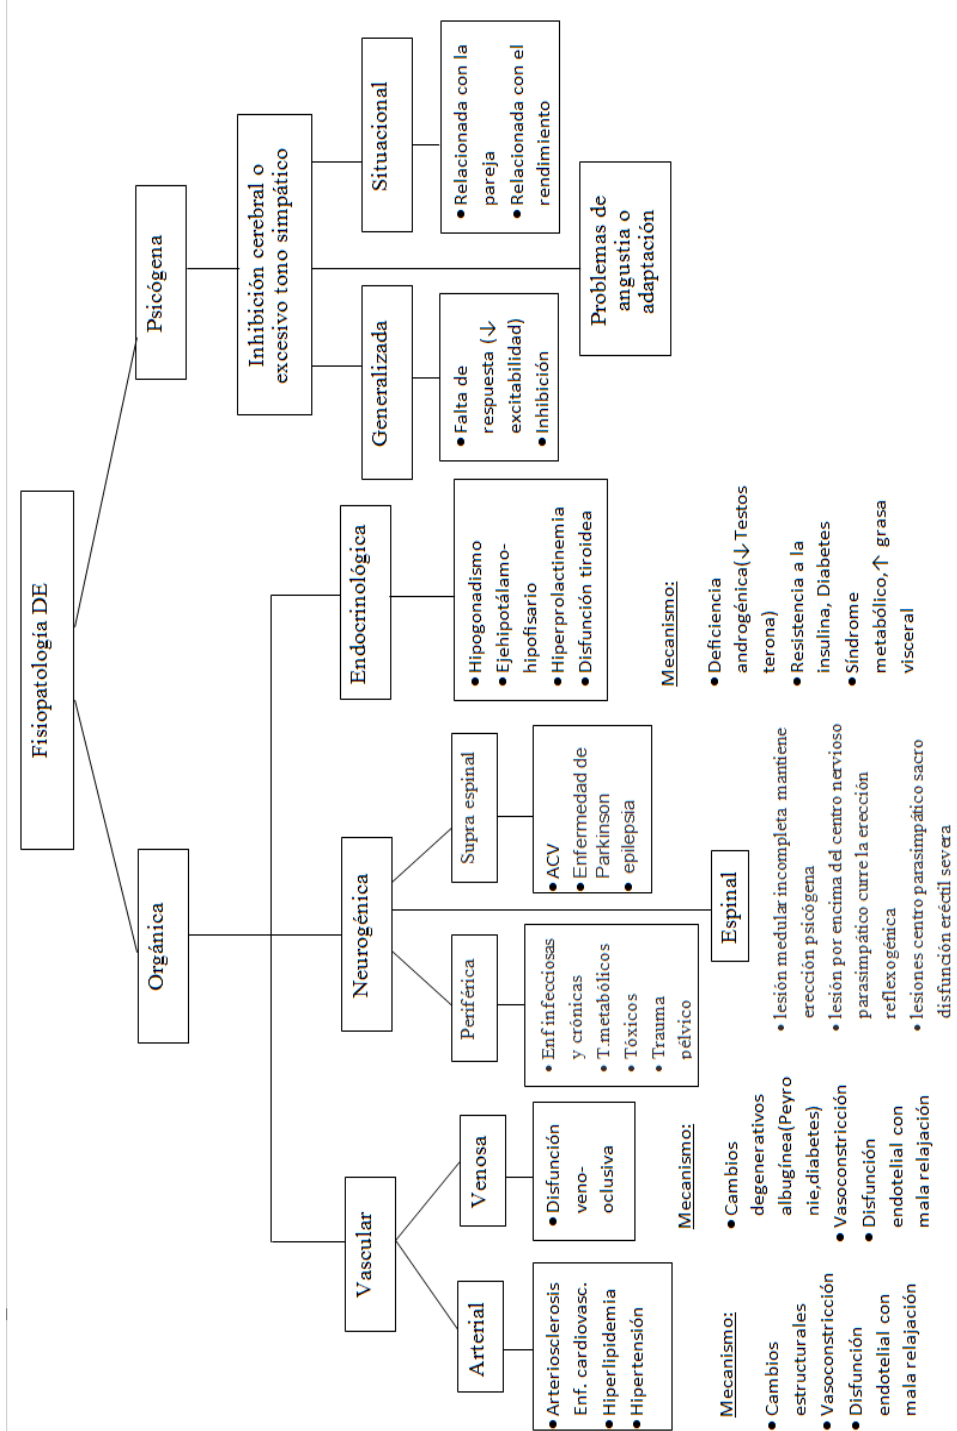 Fisiopatología DE
Orgánica
Psicógena
Vascular
Neurogénica
Endocrinológica
Inhibición cerebral o
excesivo tono simpático
Arterial
Venosa
Periférica
Supra espinal
Generalizada
Situacional
• Arteriosclerosis
Enf. cardiovasc.
• Hiperlipidemia
• Hipertensión
• Disfunción
veno-
oclusiva
• Enf infecciosas
y crónicas
• T.metabólicos
• Tóxicos
• Trauma
pélvico
• ACV
• Enfermedad de
Parkinson
• epilepsia
• Hipogonadismo
• Ejehipotálamo-
hipofisario
• Hiperprolactinemia
• Disfunción tiroidea
• Falta de
respuesta (↓
excitabilidad)
• Inhibición
• Relacionada con la
pareja
• Relacionada con el
rendimiento
Problemas de
angustia o
adaptación
Mecanismo:
• Cambios
estructurales
• Vasoconstricción
• Disfunción
endotelial con
mala relajación
Mecanismo:
• Cambios
degenerativos
albugínea(Peyro
nie,diabetes)
• Vasoconstricción
• Disfunción
endotelial con
mala relajación
Espinal
• lesión medular incompleta mantiene
erección psicógena
• lesión por encima del centro nervioso
parasimpático curre la erección
reflexogénica
• lesiones centro parasimpático sacro
disfunción eréctil severa
Mecanismo:
• Deficiencia
androgénica(↓Testos
terona)
• Resistencia a la
insulina, Diabetes
• Síndrome
metabólico,↑ grasa
visceral